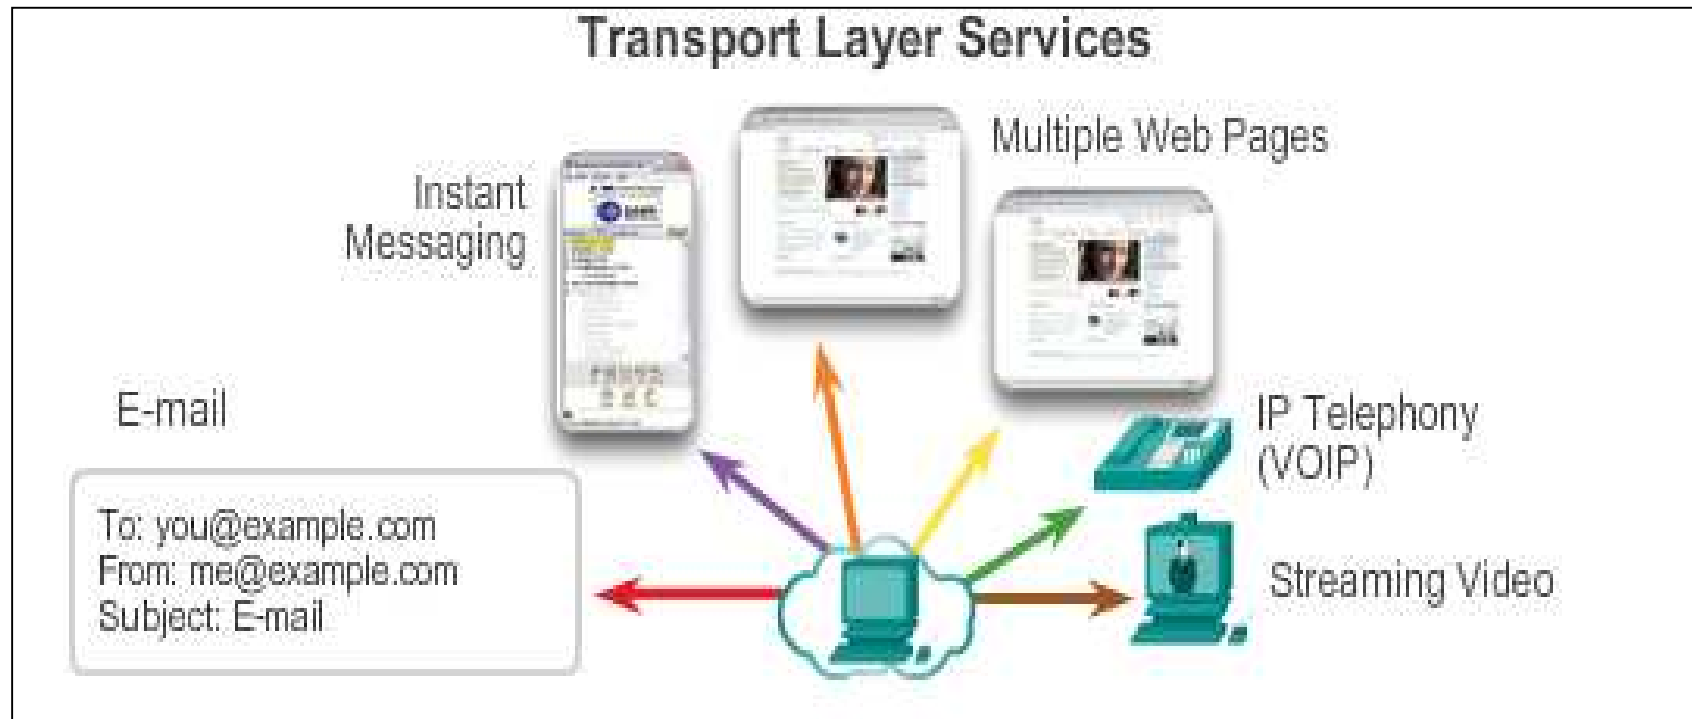 Transport Layer Services
Multiple Web Pages
Instant
Messaging
E-mail
IP Telephony
(VOIP)
To: you@example.com
From: me@example.com
Subject: E-mail
Streaming Video